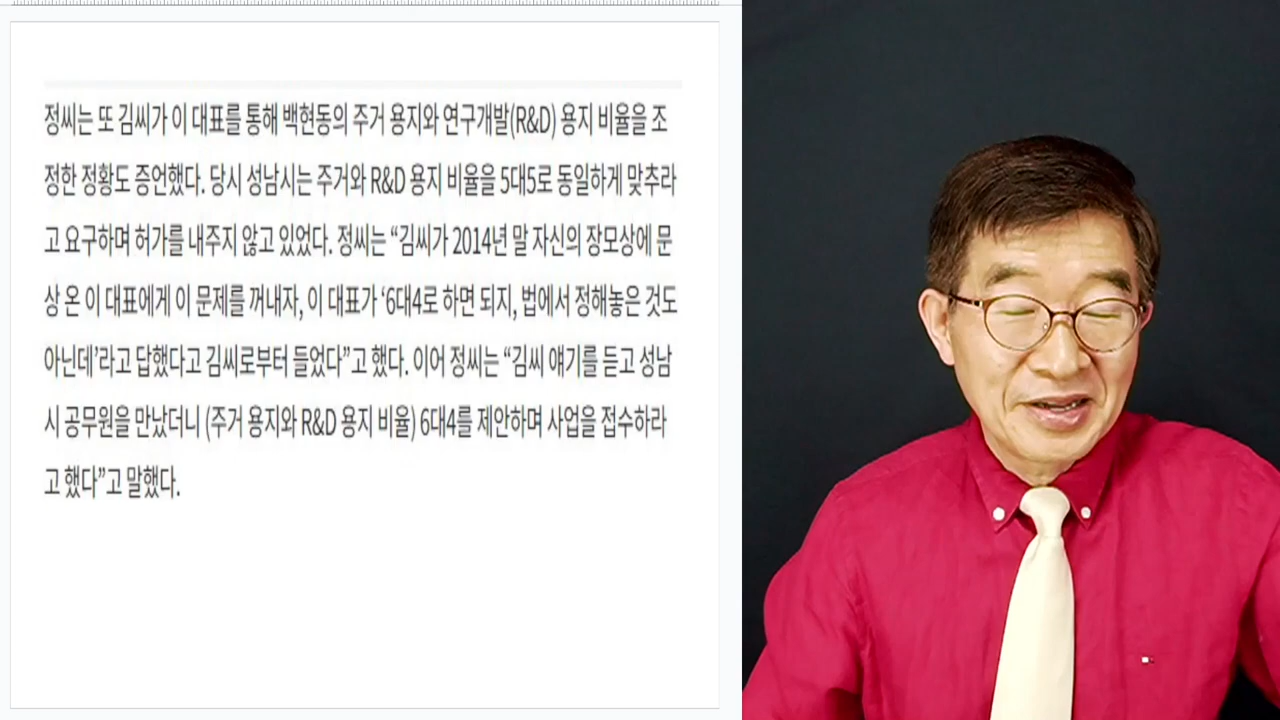 정씨는 또 김씨가 이 대표를 통해 백현동의 주거 용지와 연구개발(R&D) 용지 비율을 조
정한 정황도 증언했다. 당시 성남시는 주거와 R&D 용지 비율을 5대5로 동일하게 맞추라
고 요구하며 허가를 내주지 않고 있었다. 정씨는 “김씨가 2014년 말 자신의 장모상에 문
상 온 이 대표에게 이 문제를 꺼내자, 이 대표가 ‘6대4로 하면 되지, 법에서 정해놓은 것도
아닌데’라고 답했다고 김씨로부터 들었다”고 했다. 이어 정씨는 “김씨 얘기를 듣고 성남
시 공무원을 만났더니 (주거 용지와 R&D 용지 비율) 6대4를 제안하며 사업을 접수하라
고 했다”고 말했다.